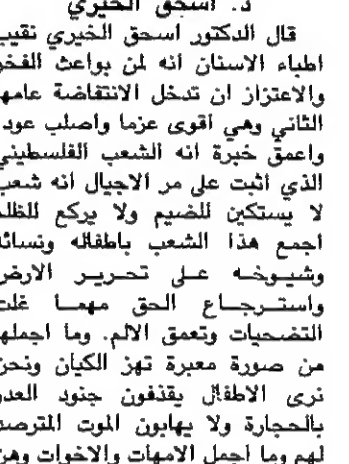 د. اسحق الخيري
قال الدكتور اسحق الخيري نقيب
اطباء الاسنان انه لمن بواعث الفخر
والاعتزاز ان تدخل الانتفاضة عامها
الثاني وهي اقوى عزما واصلب عودا
واعمق خبرة انه الشعب الفلسطيني
الذي اثبت على مر الاجيال انه شعب
لا يستكين للضيم ولا يركع للظلم
اجمع هذا الشعب باطفاله ونسائه
وشيوخه على تحرير الارض
واسترجاع الحق مهما غلت
التضحيات وتعمق الالم. وما اجملها
من صورة معبرة تهز الكيان ونحن
نرى الاطفال يقذفون جنود العدو
بالحجارة ولا يهابون الموت المترصد
لهم وما اجمل الامهات والاخوات وهن